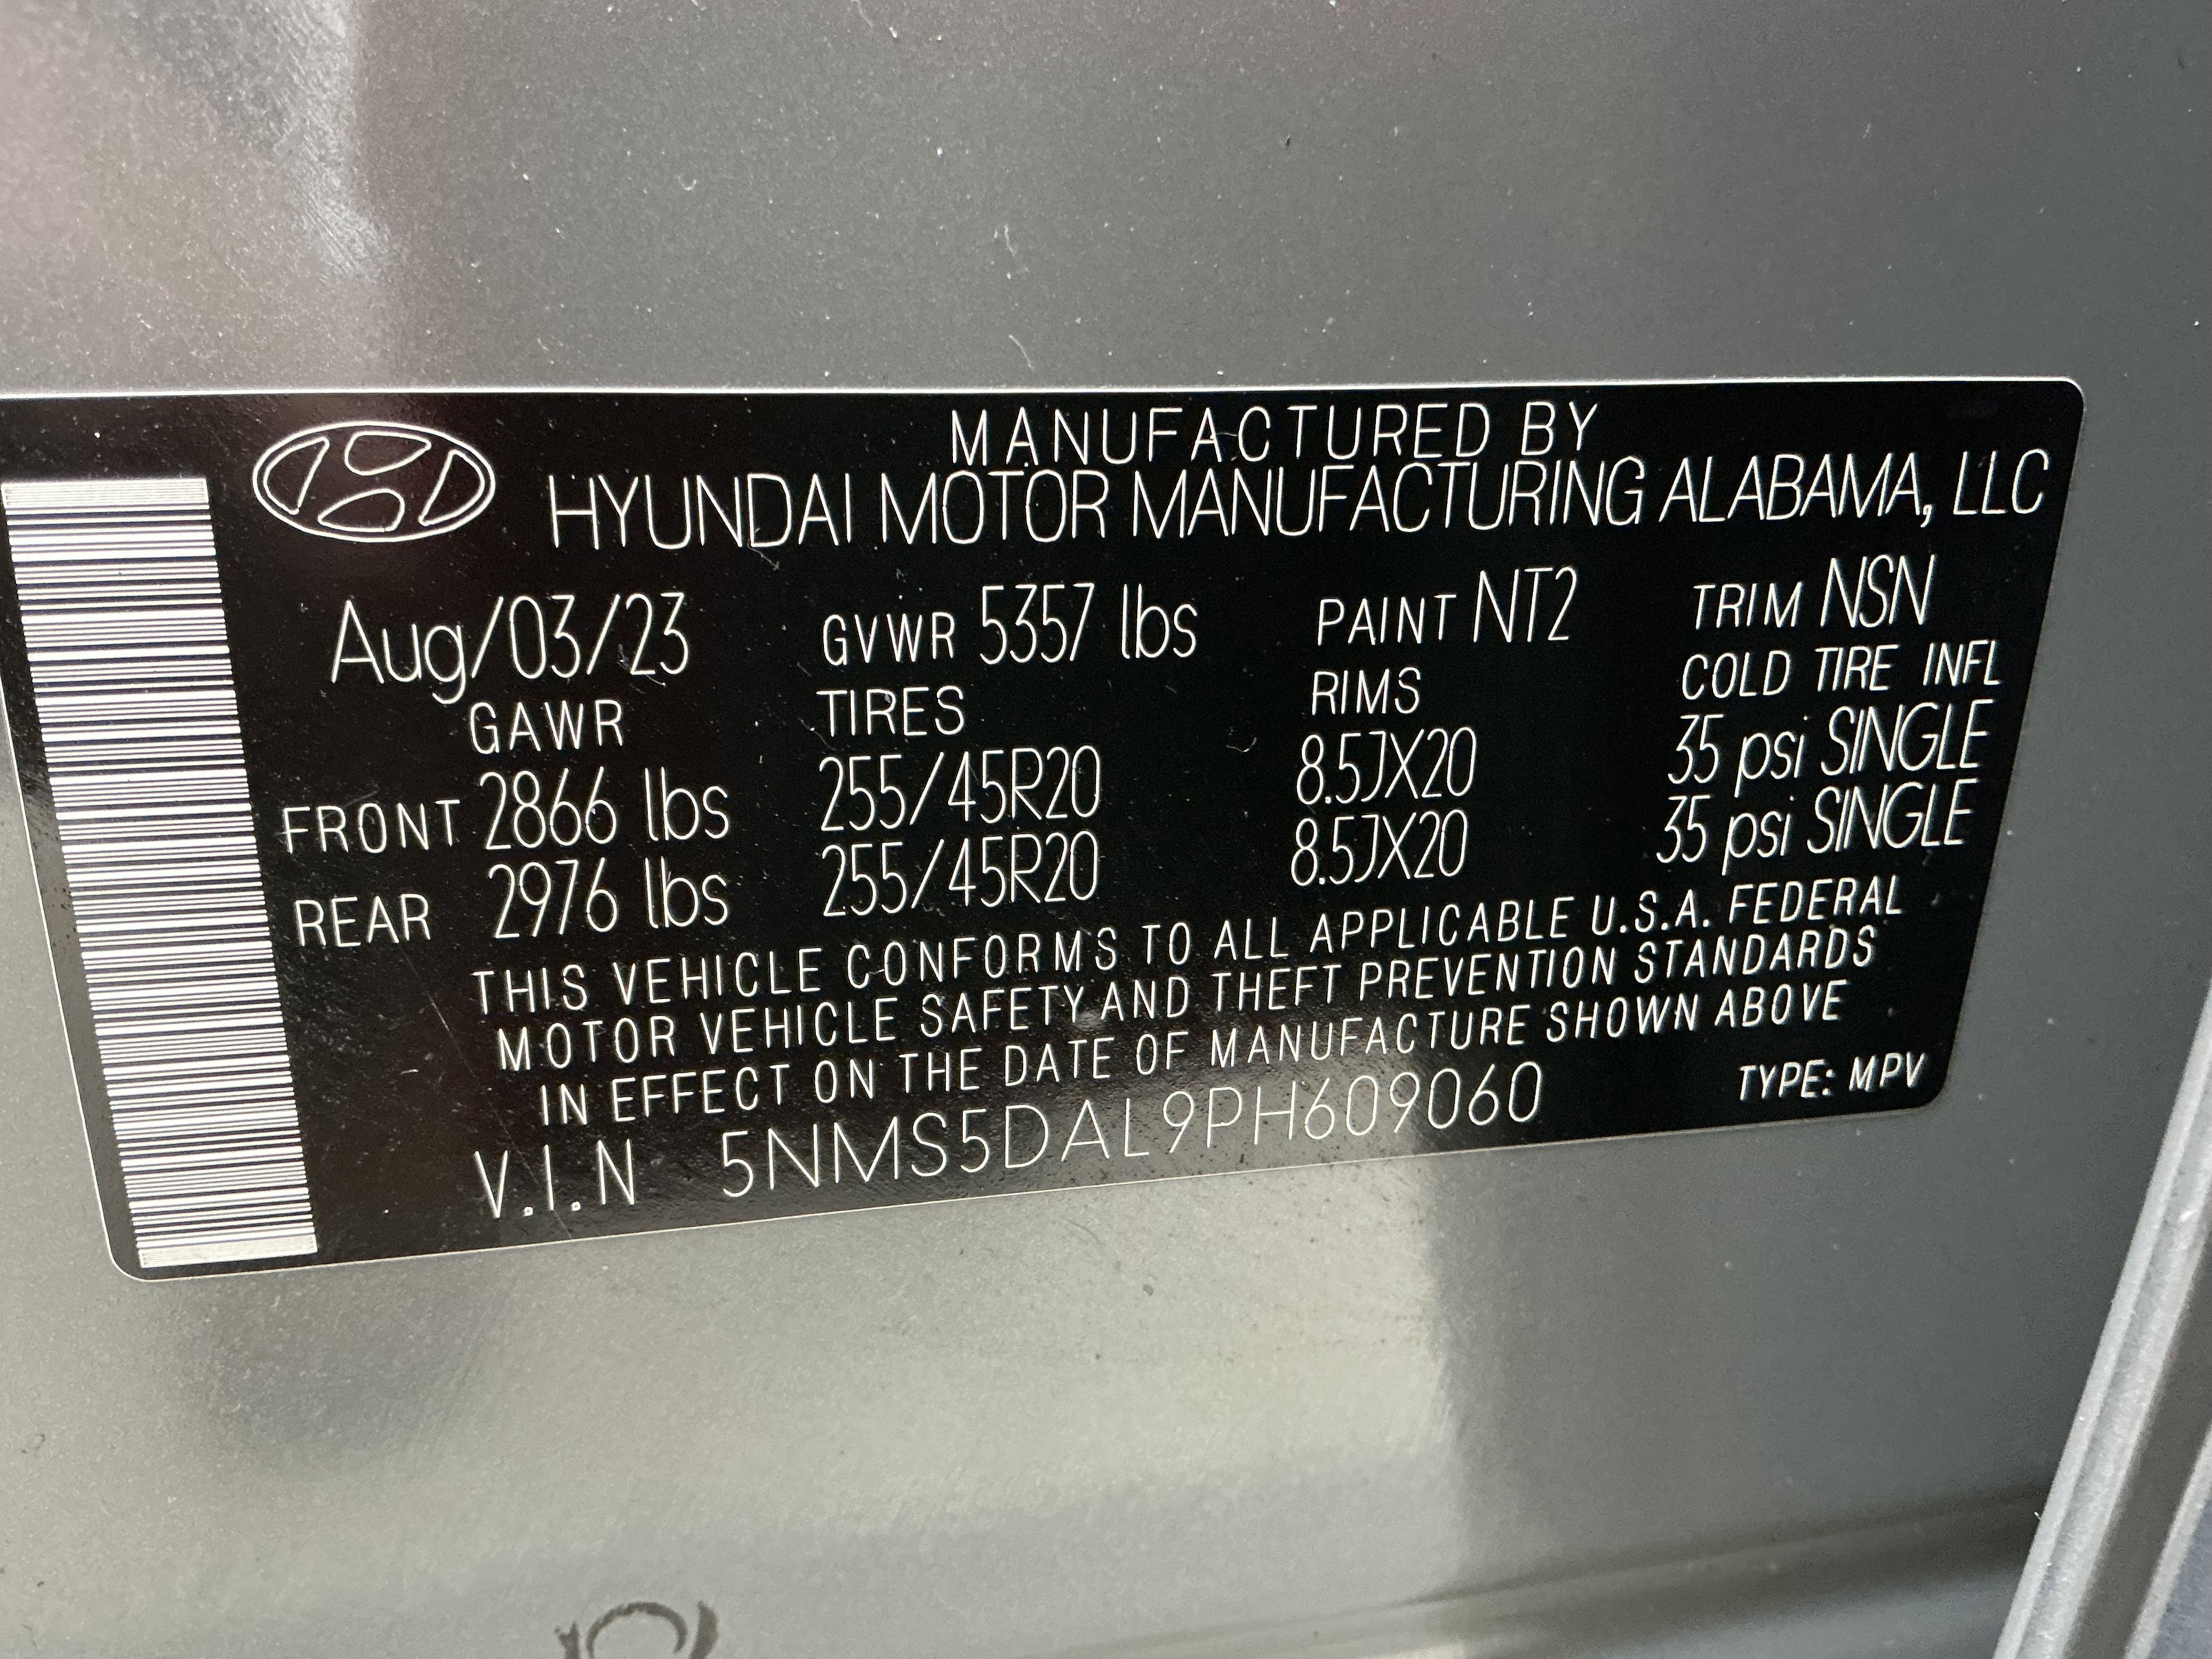 MANUFACTURED BY
HYUNDAI MOTOR MANUFACTURING ALABAMA, LLC
Aug/03/23 GVWR 5357 lbs PAINT NT2 TRIM NSN
GAWR TIRES RIMS COLD TIRE INFL
FRONT 2866 lbs 255/45R20 8.5JX20 35 psi SINGLE
REAR 2976 lbs 255/45R20 8.5JX20 35 psi SINGLE
THIS VEHICLE CONFORMS TO ALL APPLICABLE U.S.A. FEDERAL
MOTOR VEHICLE SAFETY AND THEFT PREVENTION STANDARDS
IN EFFECT ON THE DATE OF MANUFACTURE SHOWN ABOVE
V.I.N 5NMS5DAL9PH609060 TYPE: MPV